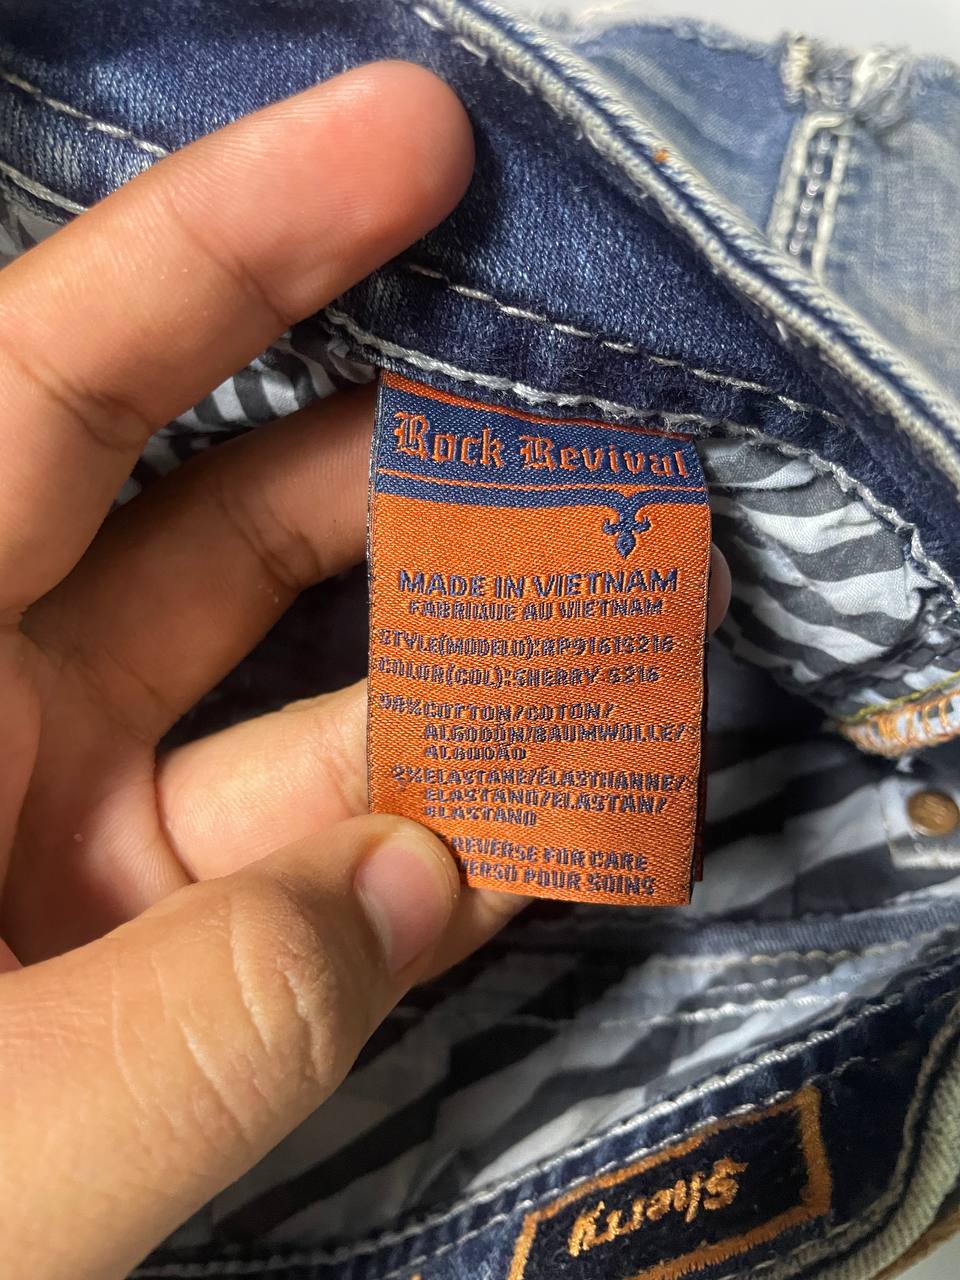 Rock Revival
MADE IN VIETNAM
FABRIQUE AU VIETNAM
STYLE(MODELO):RP9161S216
COLOR(COL):SHERRY S216
98%COTTON/COTON/
ALGODÓN/BAUMWOLLE/
ALGODÃO
2%ELASTANE/ÉLASTHANNE/
ELASTANO/ELASTAN/
ELASTANO
REVERSE FOR CARE
VERSO POUR SOINS
Sherry